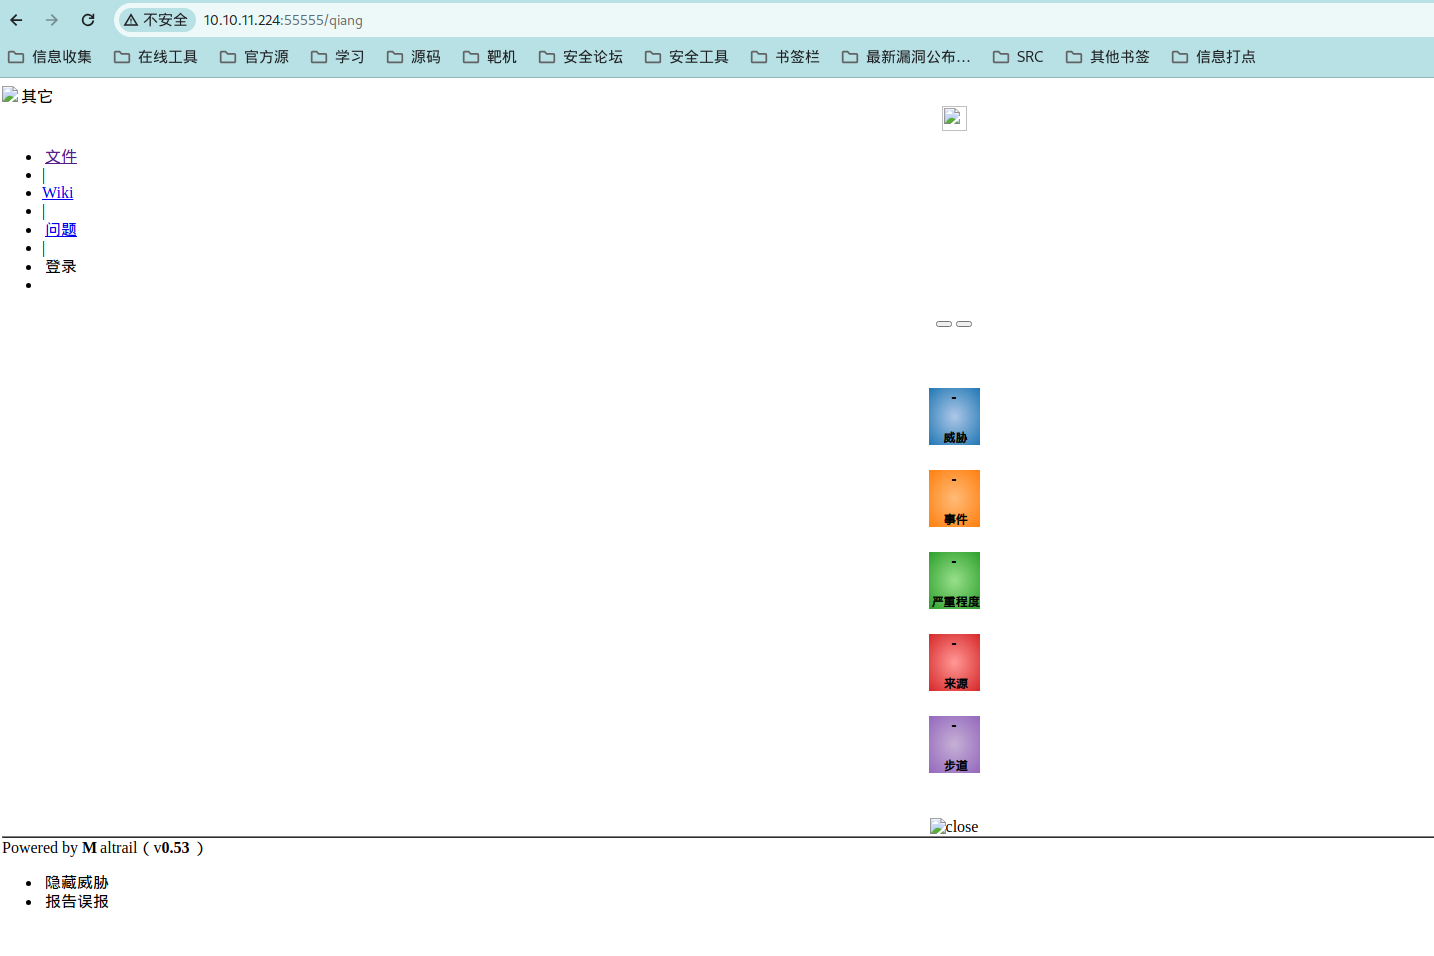 不安全 10.10.11.224:55555/qiang
信息收集 在线工具 官方源 学习 源码 靶机 安全论坛 安全工具 书签栏 最新漏洞公布... SRC 其他书签 信息打点
其它
文件
|
Wiki
|
问题
|
登录
-
威胁
-
事件
-
严重程度
-
来源
-
步道
close
Powered by Maltrail（v0.53 ）
隐藏威胁
报告误报